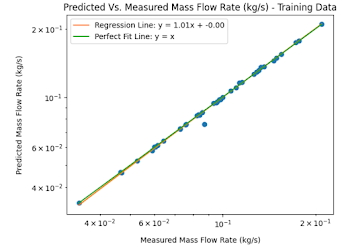 Predicted Vs. Measured Mass Flow Rate (kg/s) - Training Data
Regression Line: y = 1.01x + -0.00
Perfect Fit Line: y = x
Predicted Mass Flow Rate (kg/s)
2 × 10⁻¹
10⁻¹
6 × 10⁻²
4 × 10⁻²
4 × 10⁻² 6 × 10⁻² 10⁻¹ 2 × 10⁻¹
Measured Mass Flow Rate (kg/s)